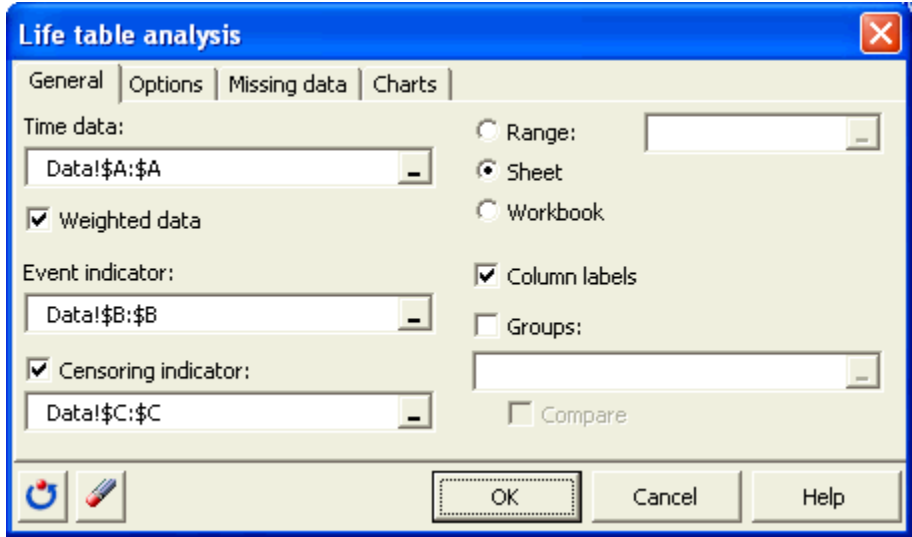 Life table analysis
General Options Missing data Charts
Time data:
Data!$A:$A
Weighted data
Event indicator:
Data!$B:$B
Censoring indicator:
Data!$C:$C
Range:
Sheet
Workbook
Column labels
Groups:
Compare
OK Cancel Help